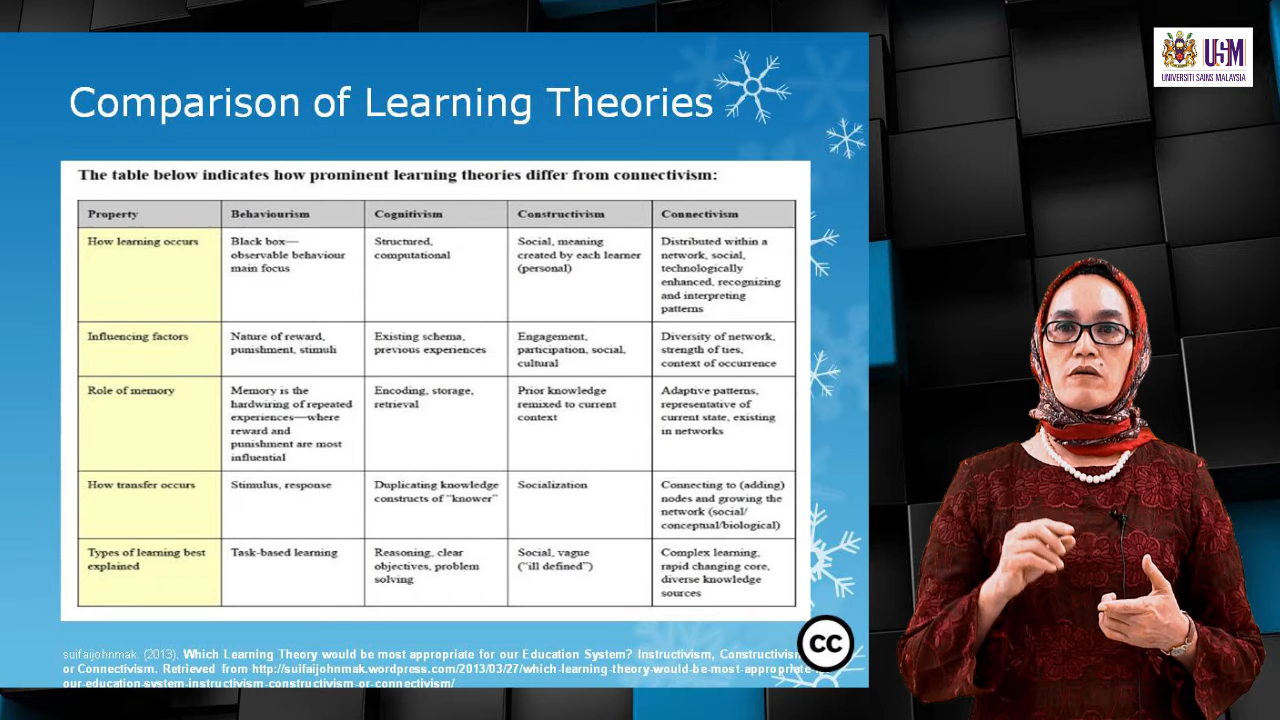 USM
UNIVERSITI SAINS MALAYSIA
Comparison of Learning Theories
The table below indicates how prominent learning theories differ from connectivism:
Property Behaviourism Cognitivism Constructivism Connectivism
How learning occurs
Black box—
observable behaviour
main focus
Structured,
computational
Social, meaning
created by each learner
(personal)
Distributed within a
network, social,
technologically
enhanced, recognizing
and interpreting
patterns
Influencing factors
Nature of reward,
punishment, stimuli
Existing schema,
previous experiences
Engagement,
participation, social,
cultural
Diversity of network,
strength of ties,
context of occurrence
Role of memory
Memory is the
hardwiring of repeated
experiences—where
reward and
punishment are most
influential
Encoding, storage,
retrieval
Prior knowledge
remixed to current
context
Adaptive patterns,
representative of
current state, existing
in networks
How transfer occurs
Stimulus, response
Duplicating knowledge
constructs of "knower"
Socialization
Connecting to (adding)
nodes and growing the
network (social/
conceptual/biological)
Types of learning best
explained
Task-based learning
Reasoning, clear
objectives, problem
solving
Social, vague
("ill defined")
Complex learning,
rapid changing core,
diverse knowledge
sources
cc
suifaijohnmak. (2013). Which Learning Theory would be most appropriate for our Education System? Instructivism,
or Connectivism. Retrieved from http://suifaijohnmak.wordpress.com/2013/03/27/which-learning-theory-would-be-most-appropriate-
our-education-system-instructivism-constructivism-or-connectivism/